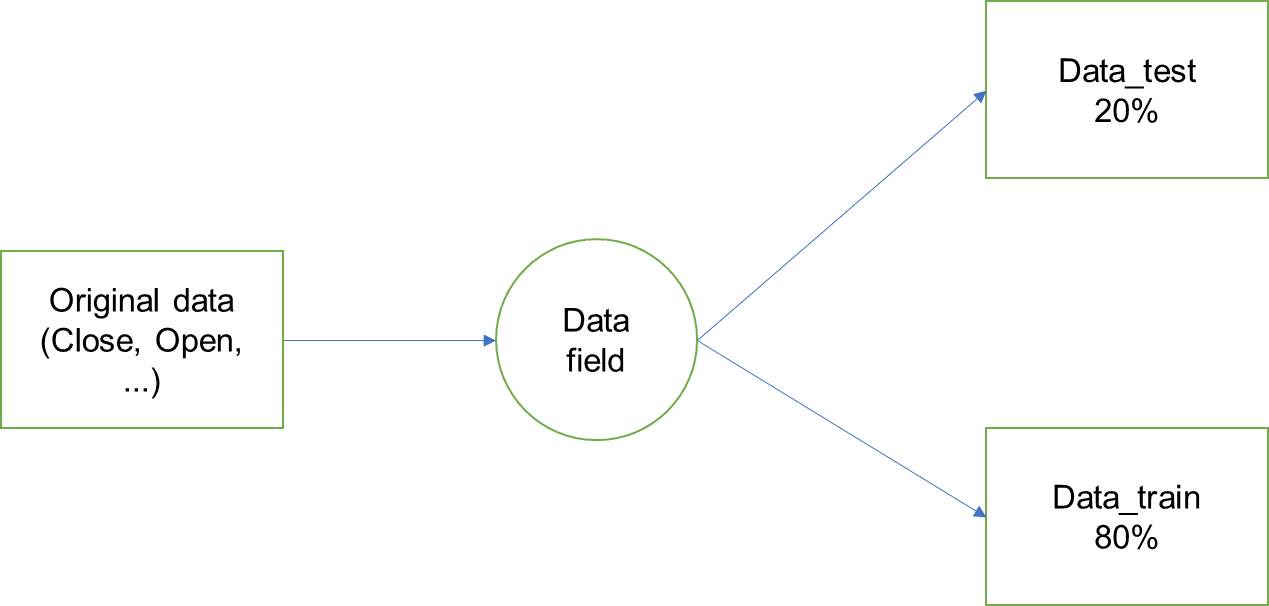 Original data
(Close, Open,
...)
Data
field
Data_test
20%
Data_train
80%